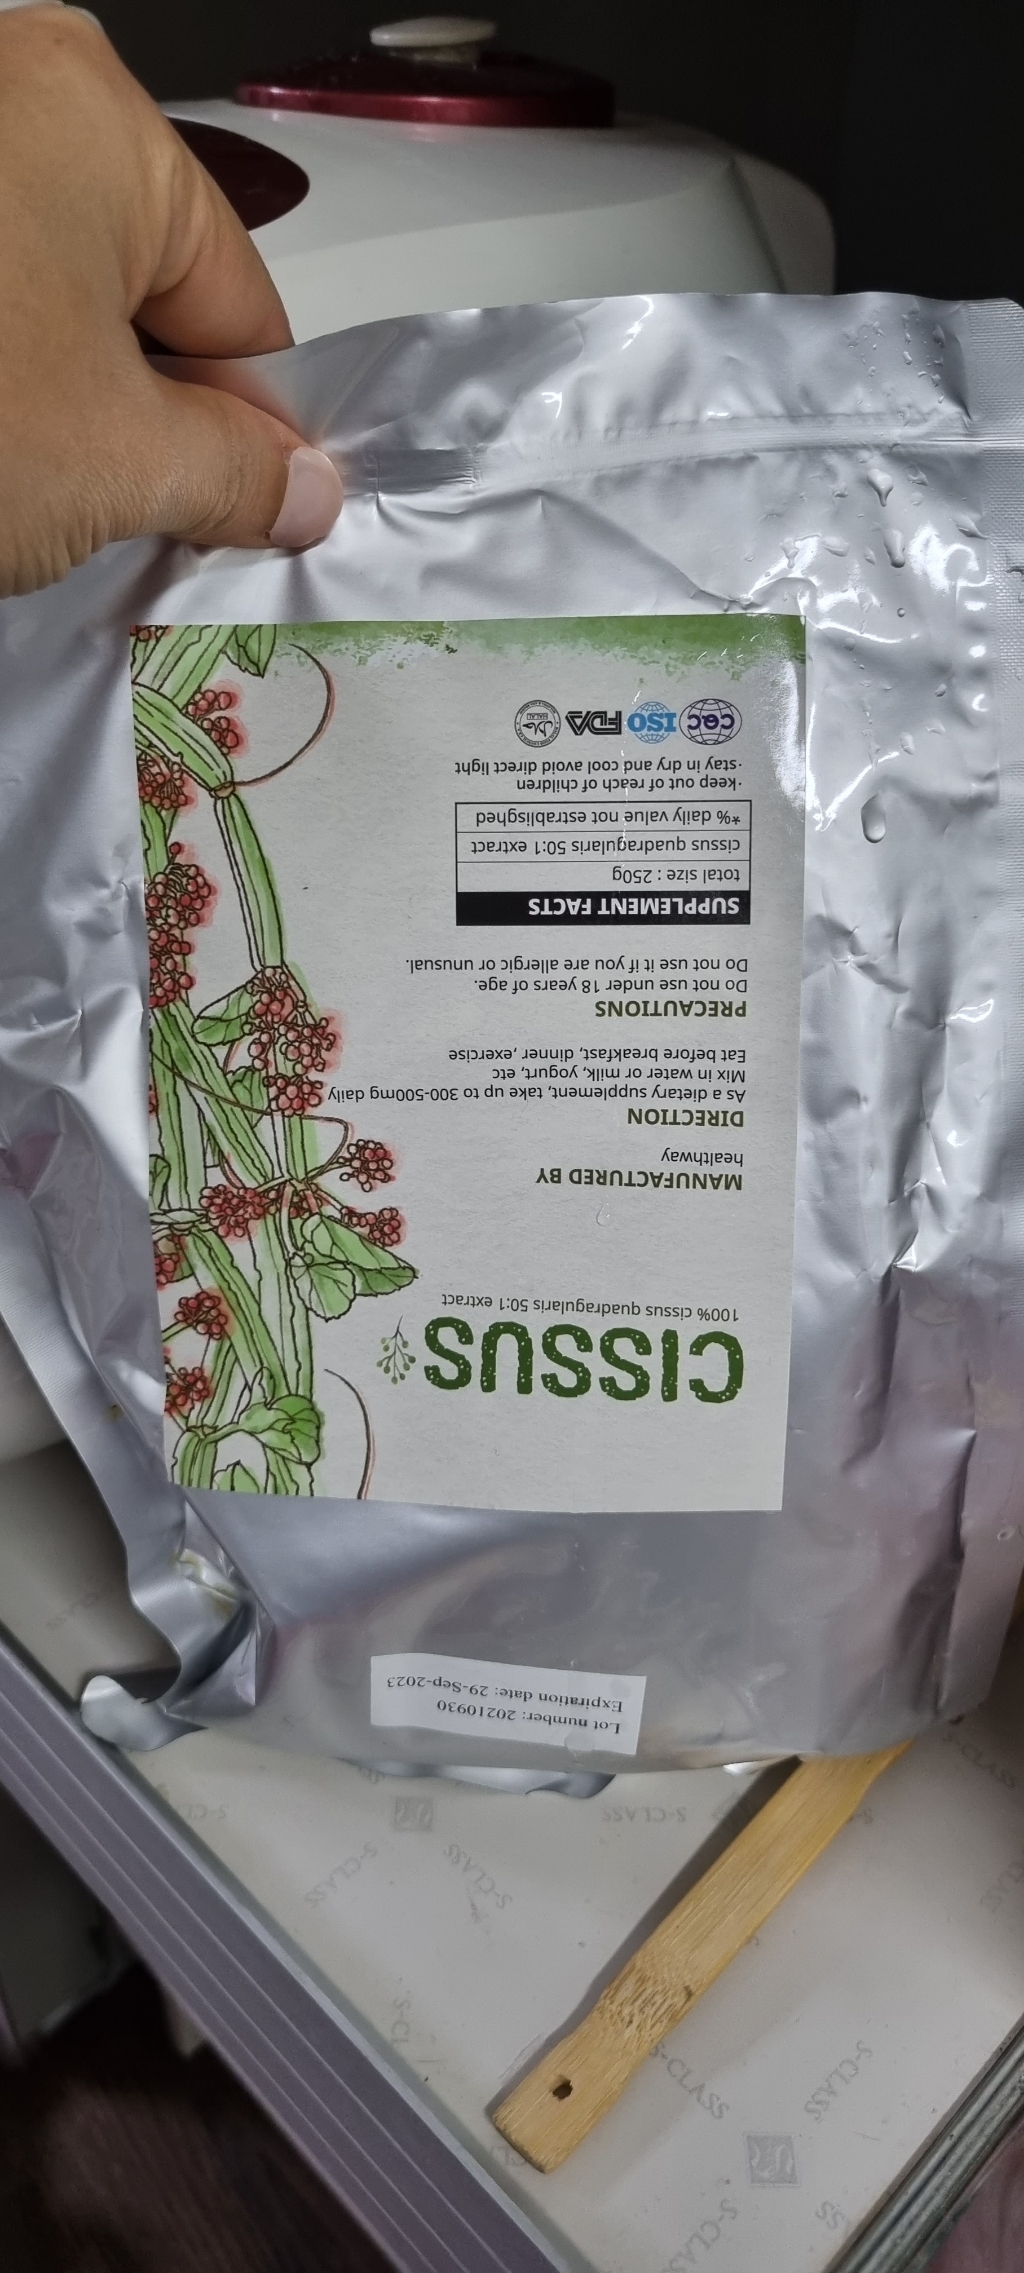 CISSUS
100% cissus quadragularis 50:1 extract
MANUFACTURED BY
healthway
DIRECTION
As a dietary supplement, take up to 300-500mg daily
Mix in water or milk, yogurt, etc
Eat before breakfast, dinner ,exercise
PRECAUTIONS
Do not use under 18 years of age.
Do not use it if you are allergic or unusual.
SUPPLEMENT FACTS
total size : 250g
cissus quadragularis 50:1 extract
*% daily value not estrablisghed
·keep out of reach of children
·stay in dry and cool avoid direct light
CQC ISO FDA
Lot number: 20210930
Expiration date: 29-Sep-2023
S-CLASS
S-CLASS
S-CLASS
S-CLASS
S-CLASS
S-CLASS
S-CLASS